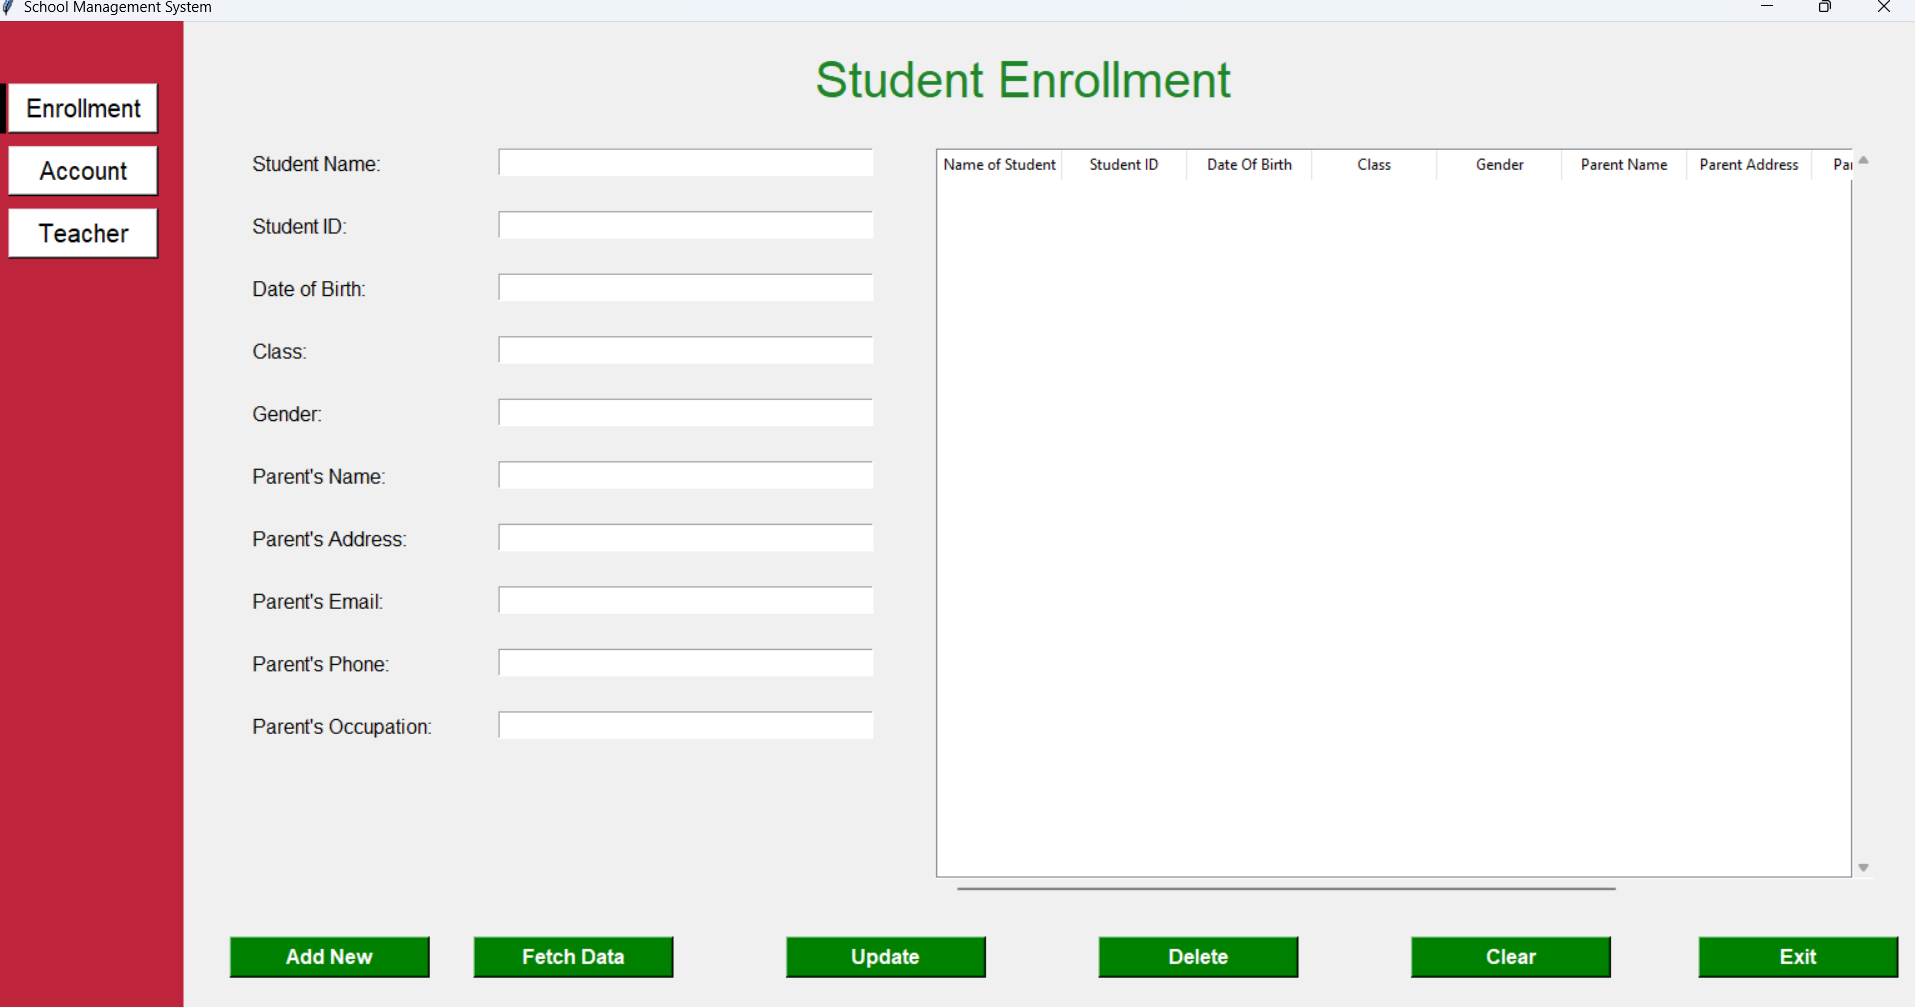 School Management System
Student Enrollment
Enrollment
Account
Teacher
Student Name:
Student ID:
Date of Birth:
Class:
Gender:
Parent's Name:
Parent's Address:
Parent's Email:
Parent's Phone:
Parent's Occupation:
Name of Student Student ID Date Of Birth Class Gender Parent Name Parent Address
Add New Fetch Data Update Delete Clear Exit